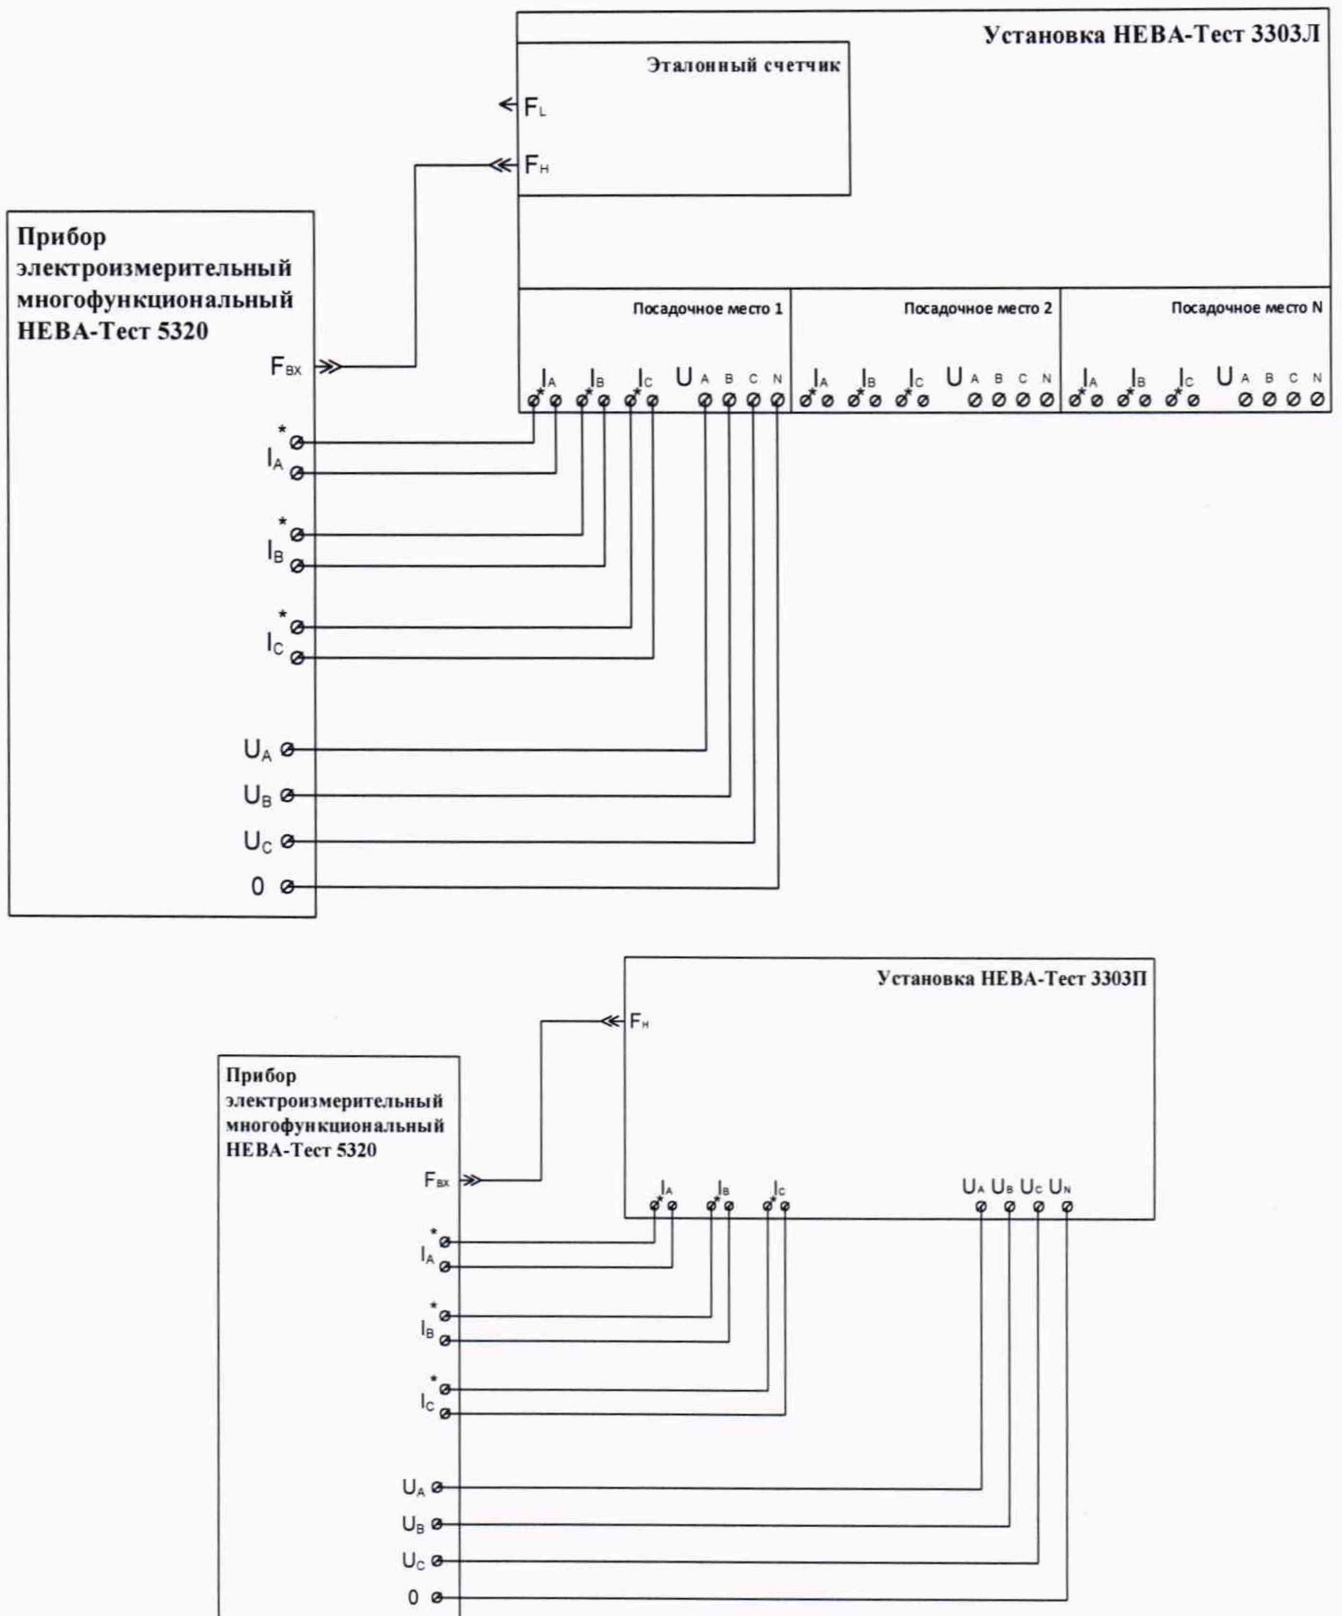 Установка НЕВА-Тест 3303Л
Эталонный счетчик
FL
FH
Прибор
электроизмерительный
многофункциональный
НЕВА-Тест 5320
FВХ
Посадочное место 1
Посадочное место 2
Посадочное место N
*IA *IB *IC U A B C N
*IA *IB *IC U A B C N
*IA *IB *IC U A B C N
*
IA
*
IB
*
IC
UA
UB
UC
0
Установка НЕВА-Тест 3303П
FH
Прибор
электроизмерительный
многофункциональный
НЕВА-Тест 5320
FВХ
*IA *IB *IC UA UB UC UN
*
IA
*
IB
*
IC
UA
UB
UC
0